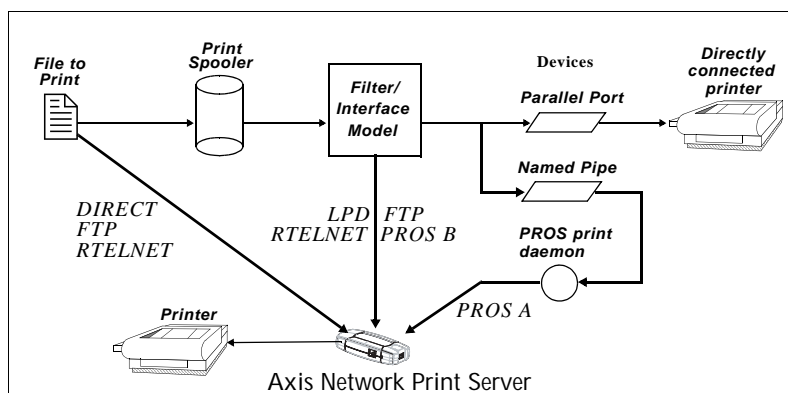 File to
Print
Print
Spooler
Filter/
Interface
Model
Devices
Parallel Port
Directly
connected
printer
Named Pipe
DIRECT
FTP
RTELNET
LPD FTP
RTELNET PROS B
PROS print
daemon
PROS A
Printer
Axis Network Print Server